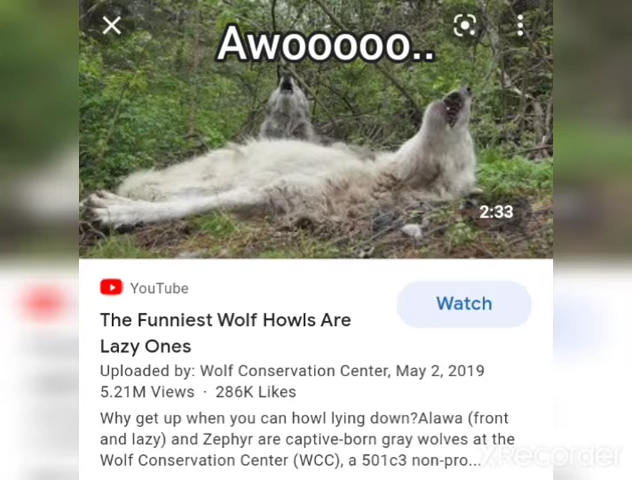 Awooooo..
2:33
YouTube
Watch
The Funniest Wolf Howls Are
Lazy Ones
Uploaded by: Wolf Conservation Center, May 2, 2019
5.21M Views · 286K Likes
Why get up when you can howl lying down?Alawa (front
and lazy) and Zephyr are captive-born gray wolves at the
Wolf Conservation Center (WCC), a 501c3 non-pro...
XRecorder